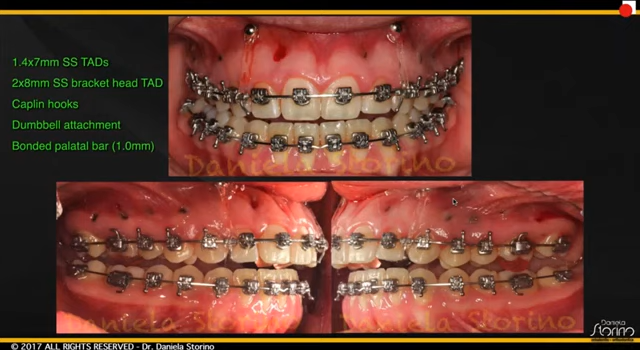 1.4x7mm SS TADs
2x8mm SS bracket head TAD
Caplin hooks
Dumbbell attachment
Bonded palatal bar (1.0mm)
Daniela Storino
Daniela Storino
Daniela Storino
Daniela
Storino
© 2017 ALL RIGHTS RESERVED - Dr. Daniela Storino